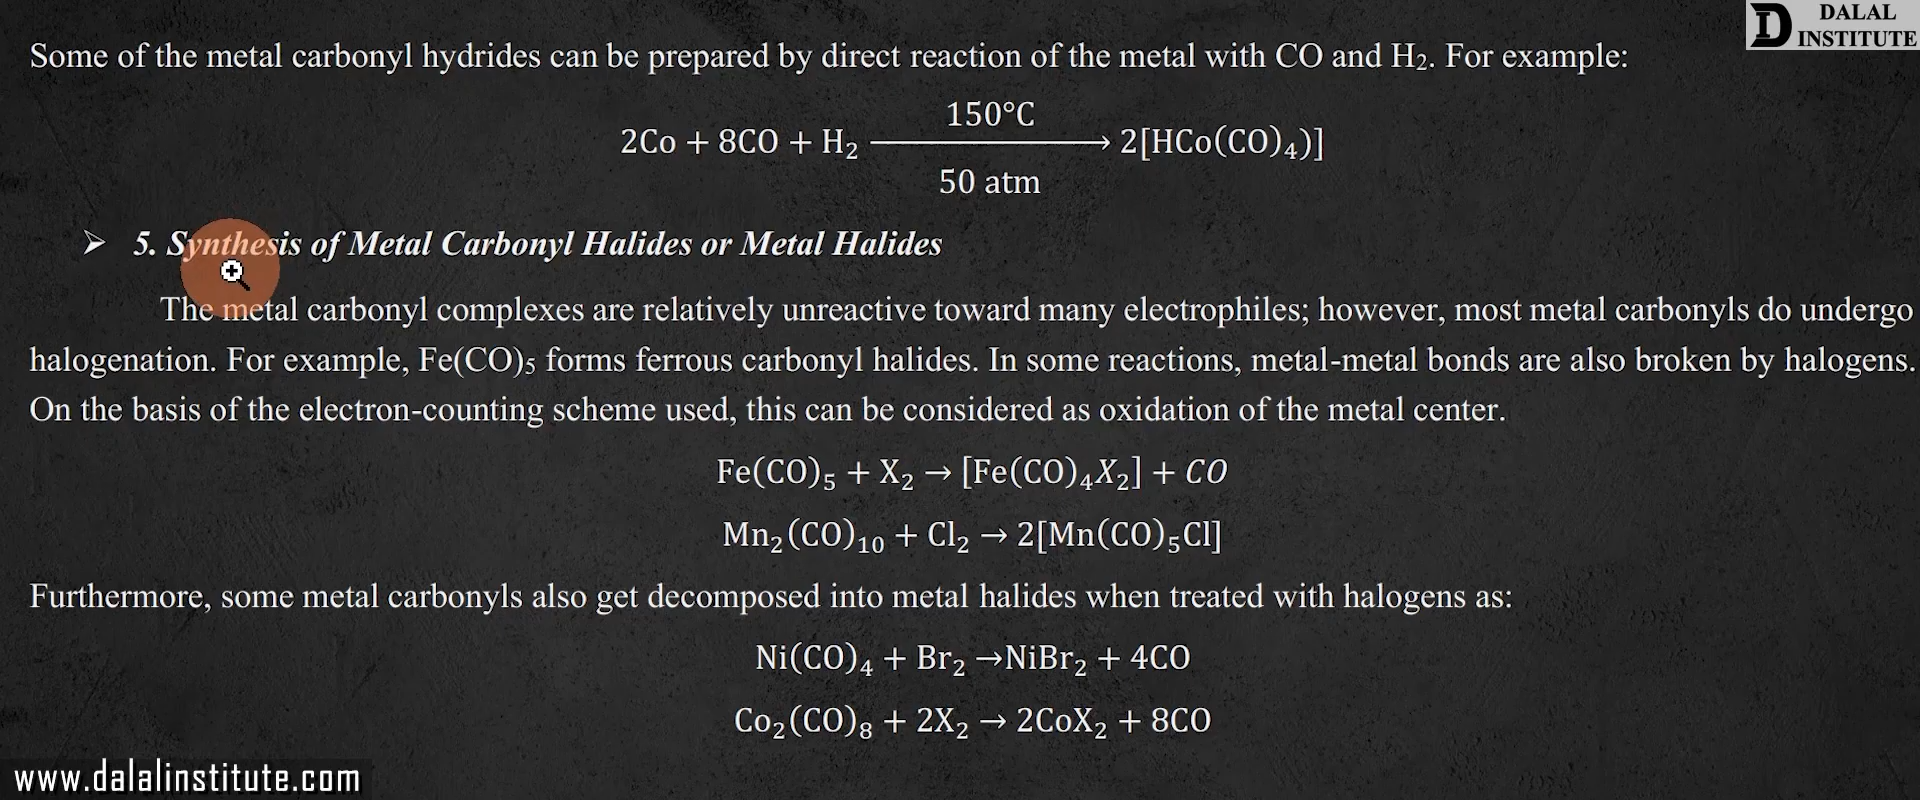 DALAL
INSTITUTE
Some of the metal carbonyl hydrides can be prepared by direct reaction of the metal with CO and H₂. For example:
150°C
2Co + 8CO + H₂ ⟶ 2[HCo(CO)₄)]
50 atm
➢ 5. Synthesis of Metal Carbonyl Halides or Metal Halides
The metal carbonyl complexes are relatively unreactive toward many electrophiles; however, most metal carbonyls do undergo
halogenation. For example, Fe(CO)₅ forms ferrous carbonyl halides. In some reactions, metal-metal bonds are also broken by halogens.
On the basis of the electron-counting scheme used, this can be considered as oxidation of the metal center.
Fe(CO)₅ + X₂ → [Fe(CO)₄X₂] + CO
Mn₂(CO)₁₀ + Cl₂ → 2[Mn(CO)₅Cl]
Furthermore, some metal carbonyls also get decomposed into metal halides when treated with halogens as:
Ni(CO)₄ + Br₂ →NiBr₂ + 4CO
Co₂(CO)₈ + 2X₂ → 2CoX₂ + 8CO
www.dalalinstitute.com